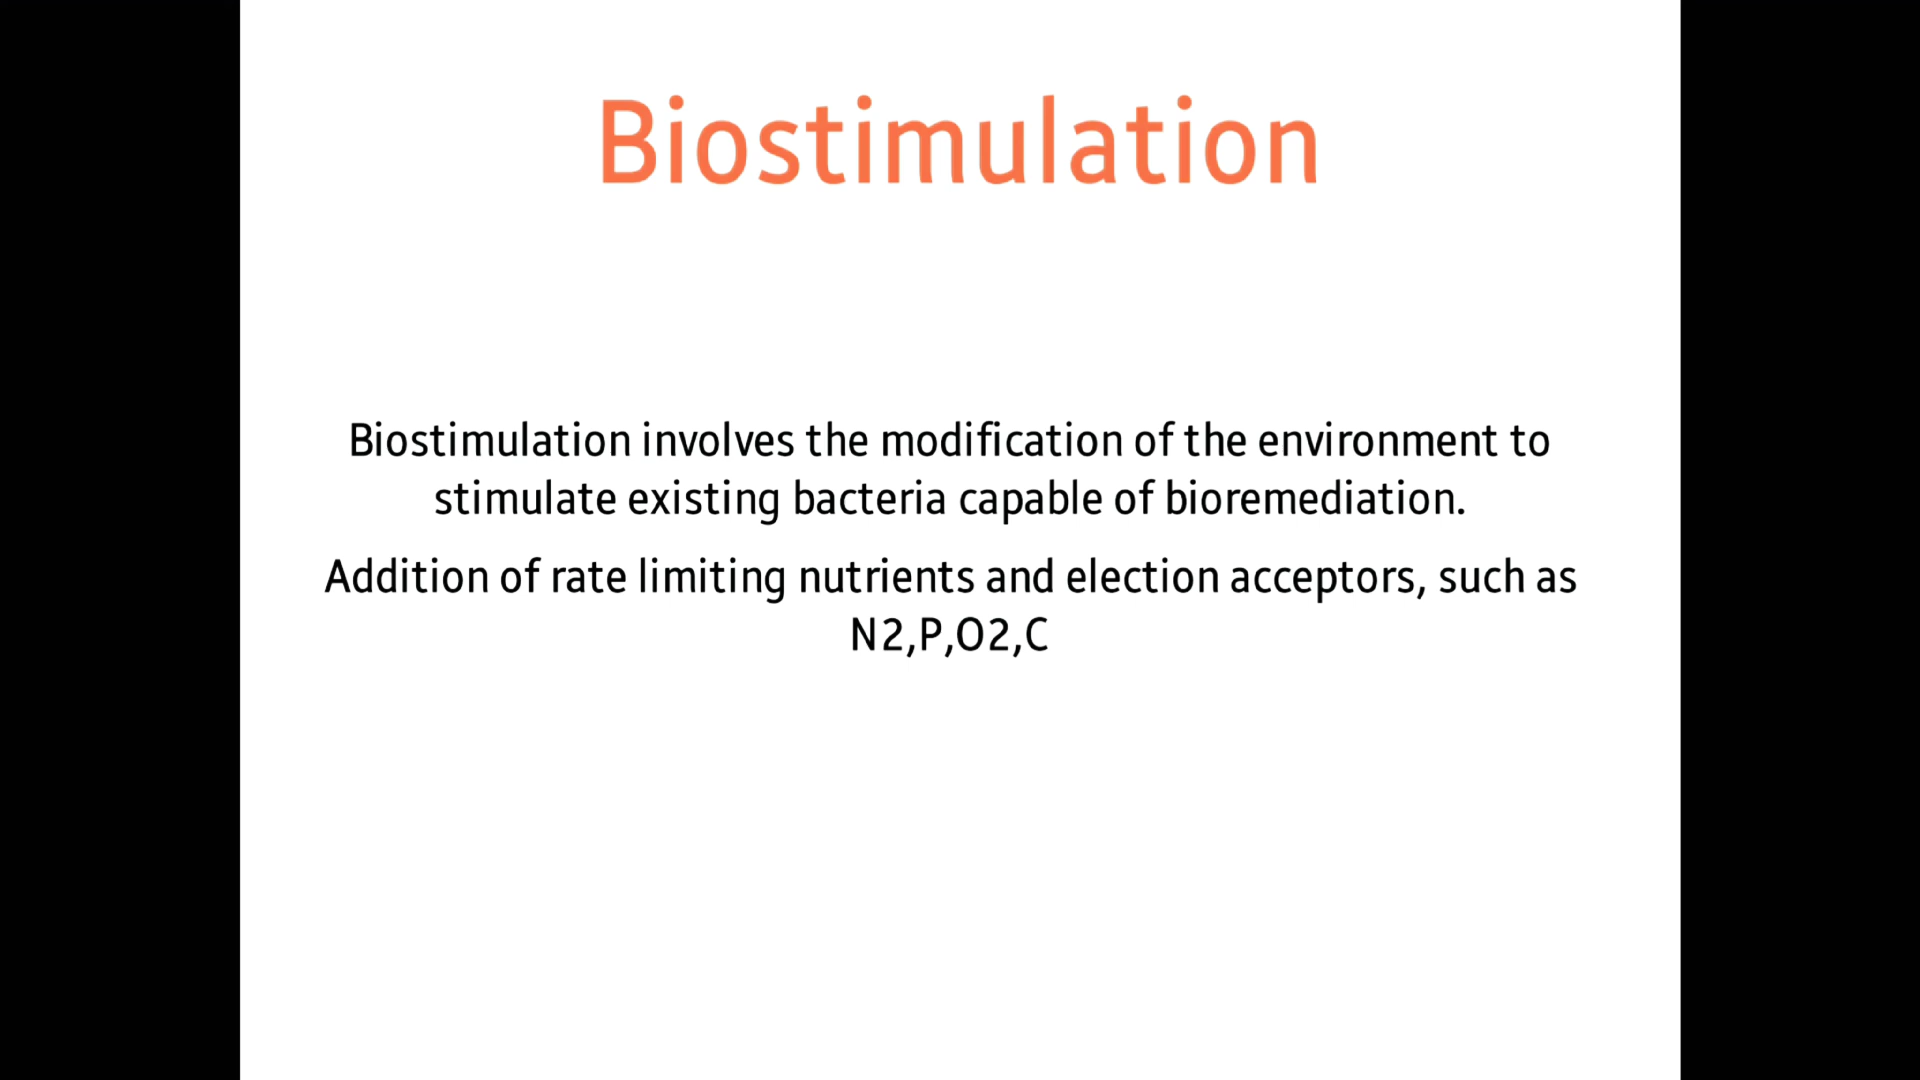 Biostimulation
Biostimulation involves the modification of the environment to
stimulate existing bacteria capable of bioremediation.
Addition of rate limiting nutrients and election acceptors, such as
N2,P,O2,C